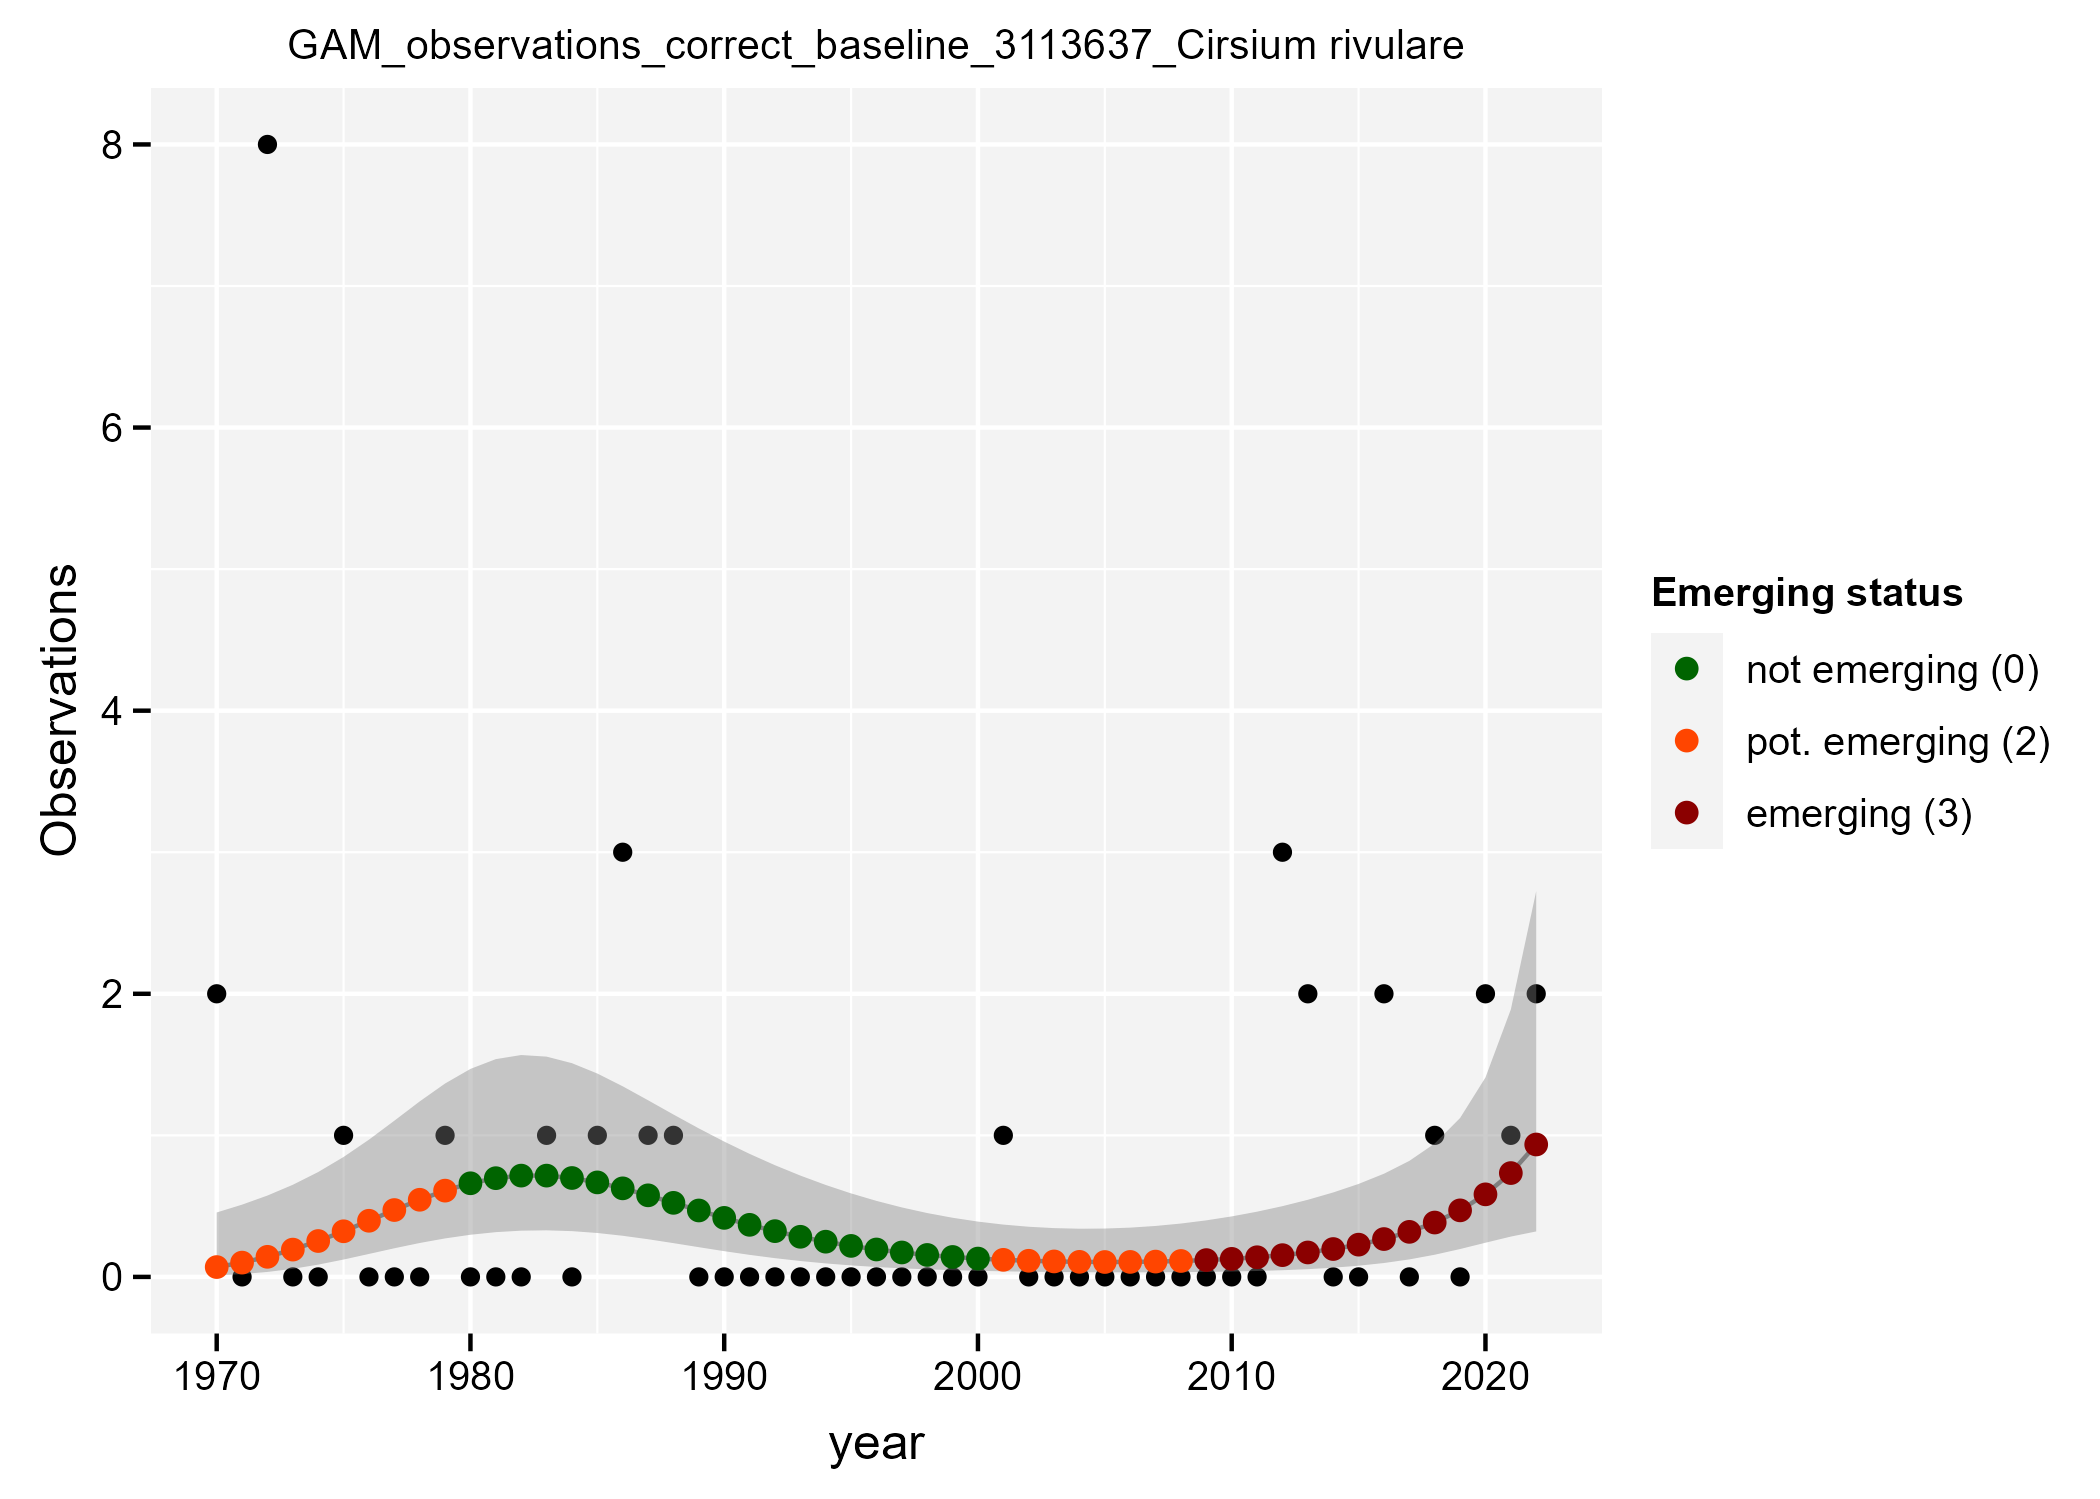 GAM_observations_correct_baseline_3113637_Cirsium rivulare
8
6
4
2
0
Observations
1970 1980 1990 2000 2010 2020
year
Emerging status
not emerging (0)
pot. emerging (2)
emerging (3)